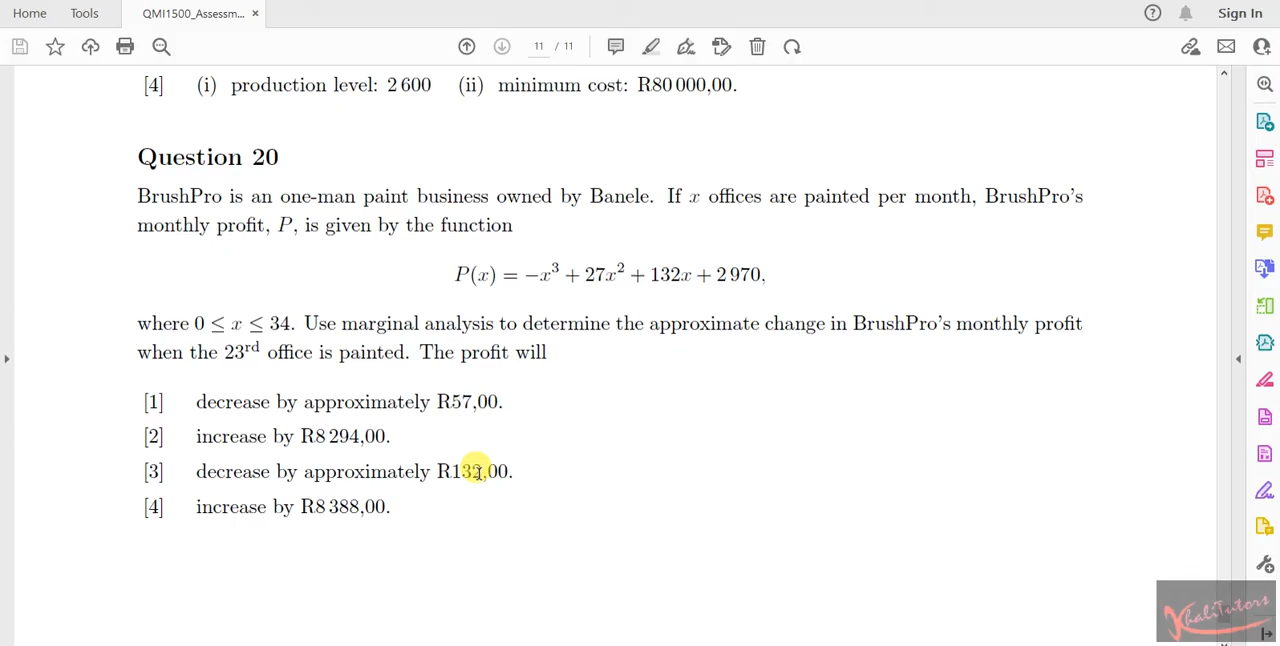 Home Tools QMI1500_Assessm... × Sign In
11 / 11
[4] (i) production level: 2 600 (ii) minimum cost: R80 000,00.
Question 20
BrushPro is an one-man paint business owned by Banele. If x offices are painted per month, BrushPro's
monthly profit, P, is given by the function
P(x) = −x³ + 27x² + 132x + 2 970,
where 0 ≤ x ≤ 34. Use marginal analysis to determine the approximate change in BrushPro's monthly profit
when the 23rd office is painted. The profit will
[1] decrease by approximately R57,00.
[2] increase by R8 294,00.
[3] decrease by approximately R132,00.
[4] increase by R8 388,00.
KhaliTutors